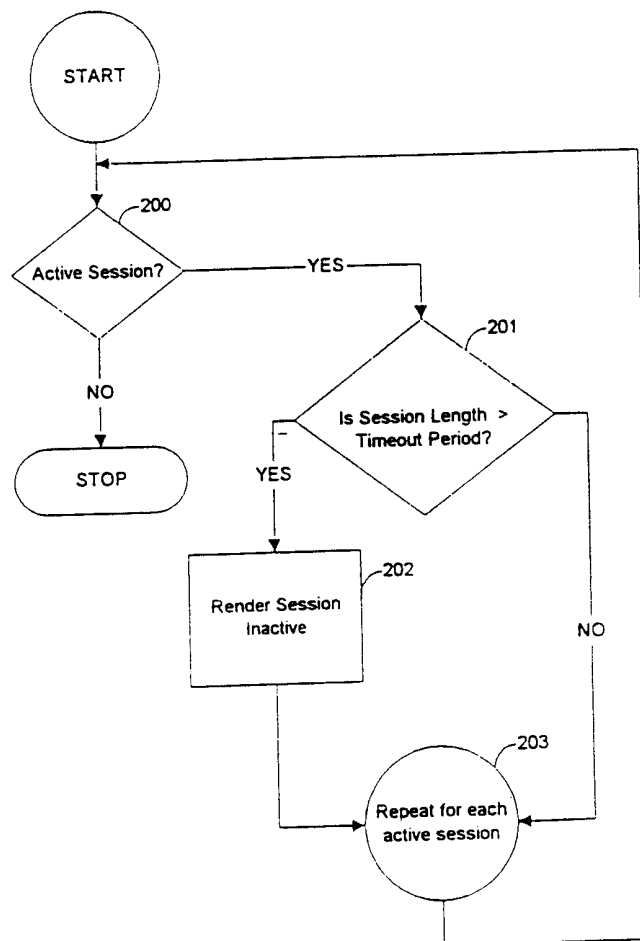 START
200
Active Session?
YES
201
NO
Is Session Length >
Timeout Period?
STOP
YES
202
Render Session
Inactive
NO
203
Repeat for each
active session